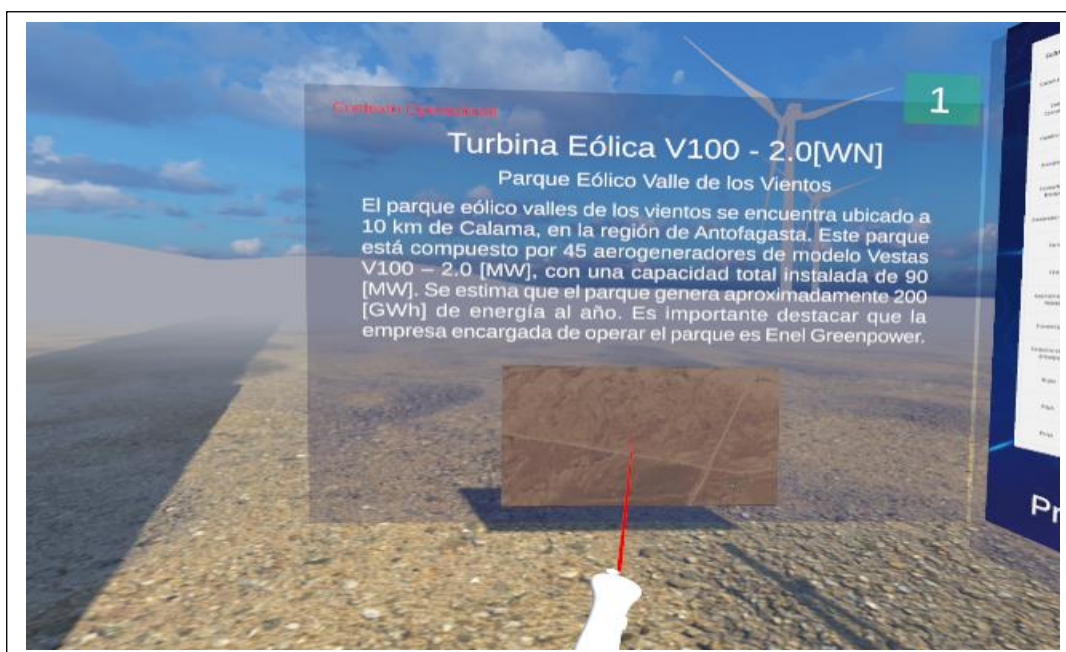 Contexto Operacional
1
Turbina Eólica V100 - 2.0[WN]
Parque Eólico Valle de los Vientos
El parque eólico valles de los vientos se encuentra ubicado a
10 km de Calama, en la región de Antofagasta. Este parque
está compuesto por 45 aerogeneradores de modelo Vestas
V100 – 2.0 [MW], con una capacidad total instalada de 90
[MW]. Se estima que el parque genera aproximadamente 200
[GWh] de energía al año. Es importante destacar que la
empresa encargada de operar el parque es Enel Greenpower.
Pr